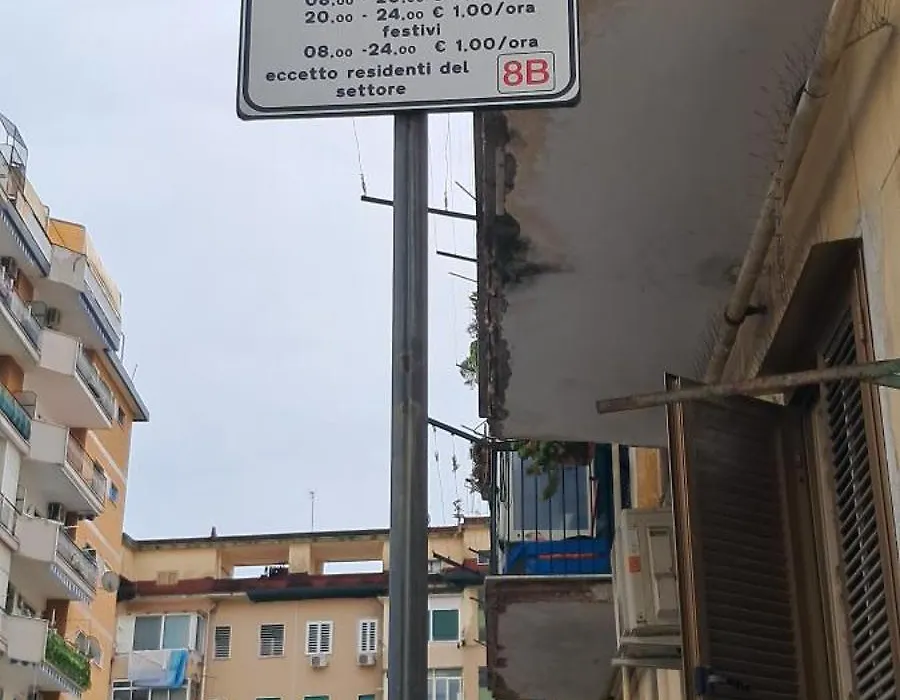 20.00 - 24.00 € 1,00/ora
festivi
08.00 -24.00 € 1.00/ora
eccetto residenti del 8B
settore